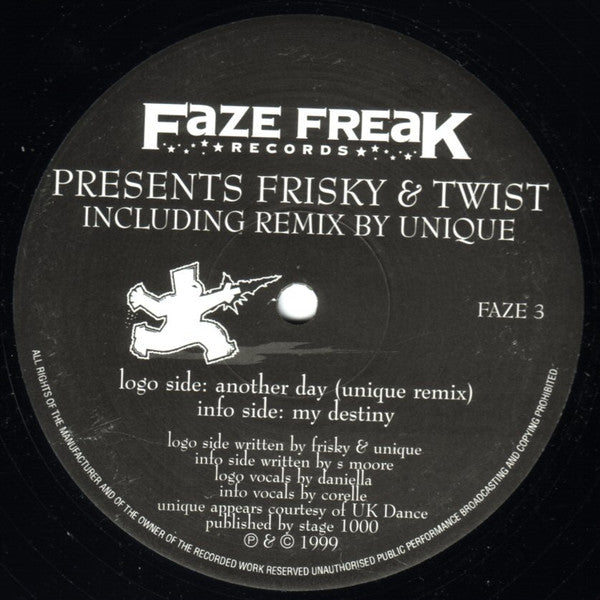 FaZE FREaK
RECORDS
PRESENTS FRISKY & TWIST
INCLUDING REMIX BY UNIQUE
FAZE 3
logo side: another day (unique remix)
info side: my destiny
logo side written by frisky & unique
info side written by s moore
logo vocals by daniella
info vocals by corelle
unique appears courtesy of UK Dance
published by stage 1000
℗ & © 1999
ALL RIGHTS OF THE MANUFACTURER AND OF THE OWNER OF THE RECORDED WORK RESERVED UNAUTHORISED PUBLIC PERFORMANCE BROADCASTING AND COPYING PROHIBITED.